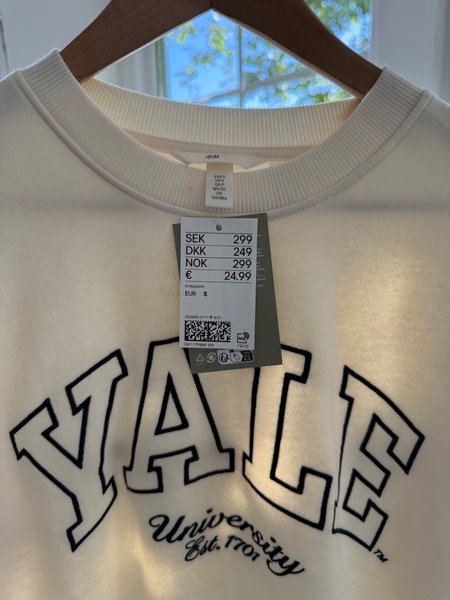 H&M
SEK 299
DKK 249
NOK 299
€ 24.99
EUR S
YALE
TM
University
Est. 1701